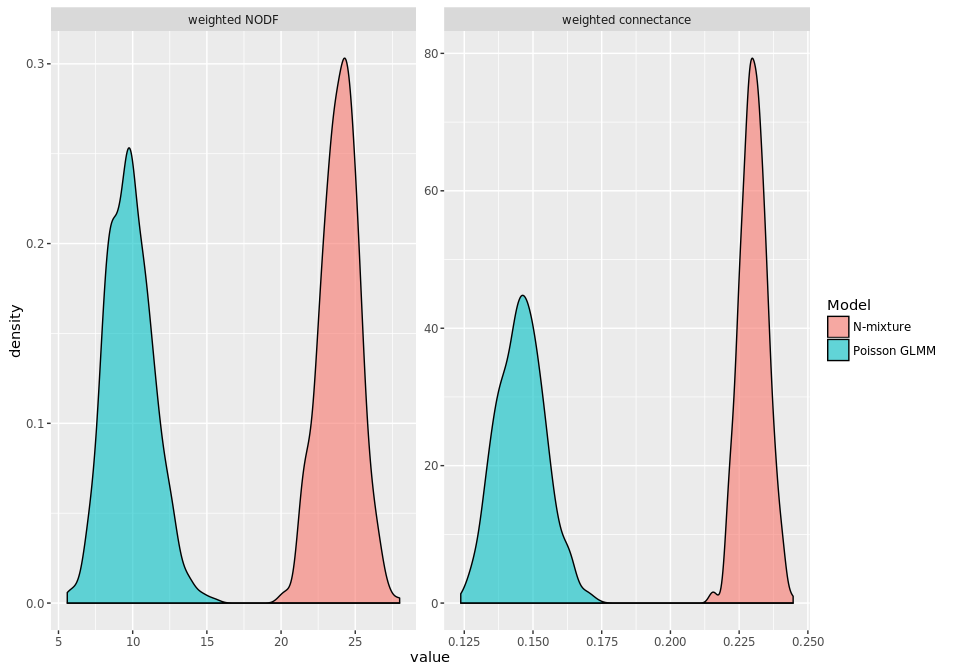 weighted NODF
weighted connectance
density
0.3
0.2
0.1
0.0
80
60
40
20
0
5 10 15 20 25
0.125 0.150 0.175 0.200 0.225 0.250
value
Model
N-mixture
Poisson GLMM